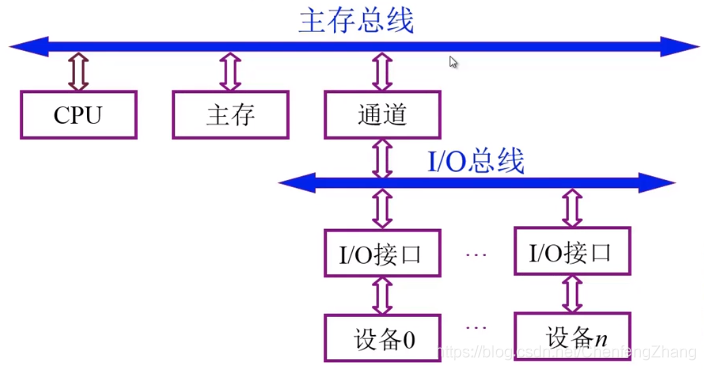 主存总线
CPU
主存
通道
I/O总线
I/O接口
...
I/O接口
设备0
...
设备n
https://blog.csdn.net/ChenfengZhang